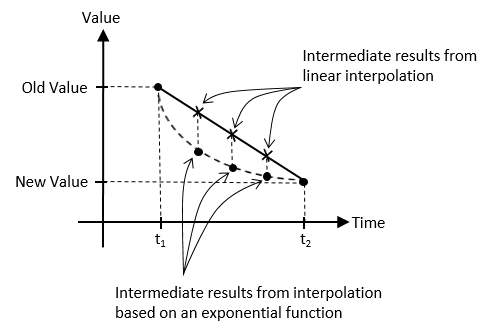 Value
Intermediate results from
linear interpolation
Old Value
New Value
Time
t1
t2
Intermediate results from interpolation
based on an exponential function